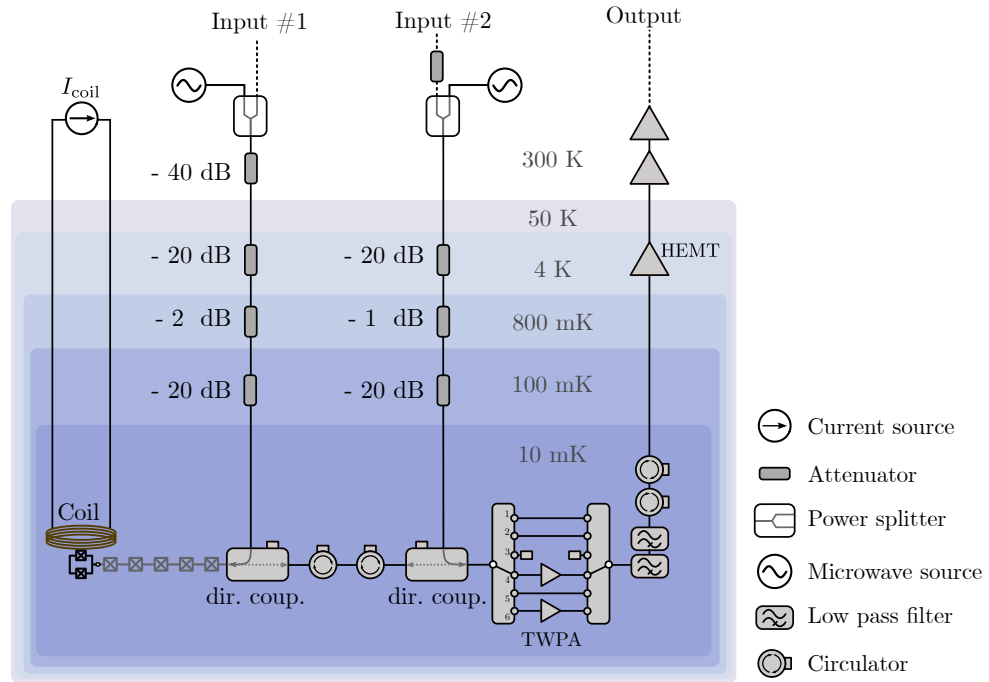 Input #1
Input #2
Output
I_coil
- 40 dB
300 K
50 K
- 20 dB
- 20 dB
4 K
HEMT
- 2 dB
- 1 dB
800 mK
- 20 dB
- 20 dB
100 mK
10 mK
Coil
dir. coup.
dir. coup.
1
2
3
4
5
6
TWPA
Current source
Attenuator
Power splitter
Microwave source
Low pass filter
Circulator